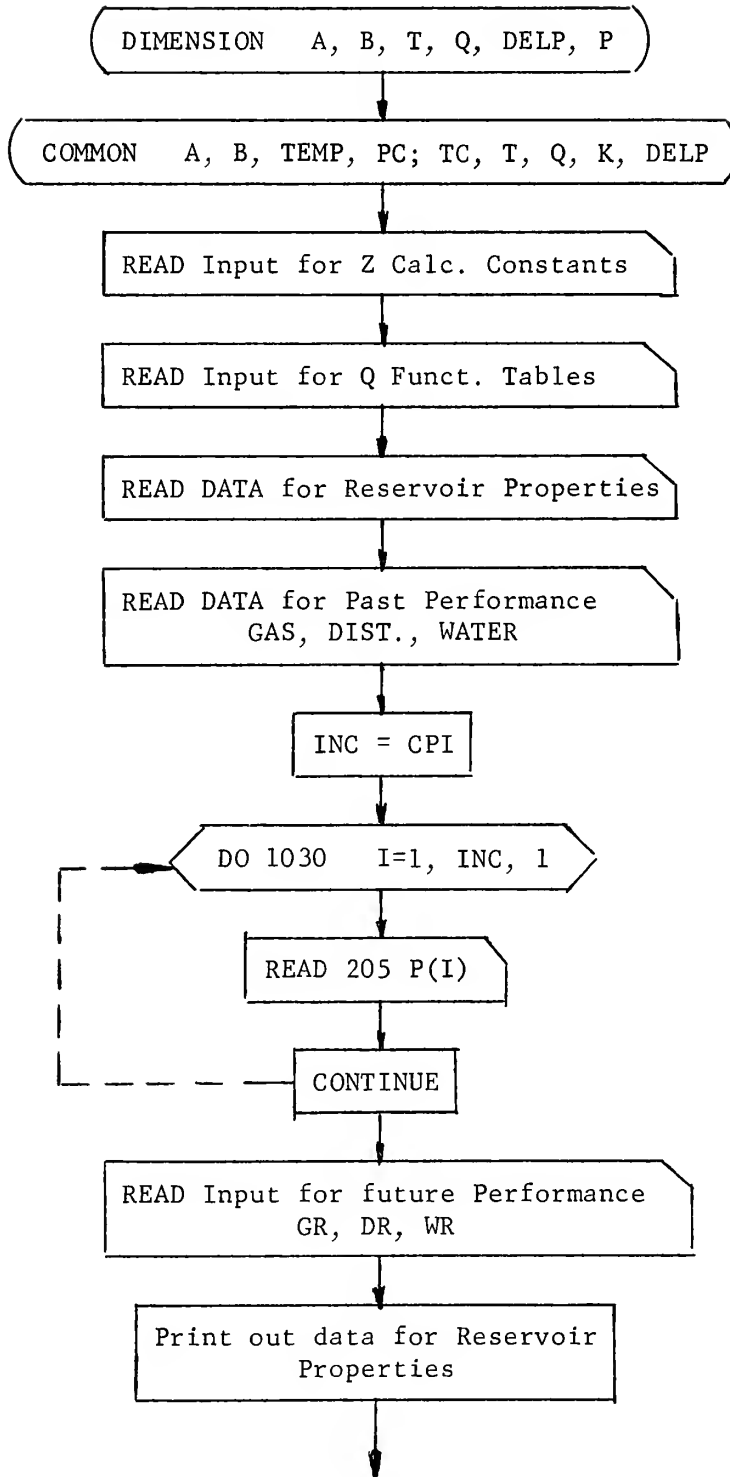 DIMENSION A, B, T, Q, DELP, P
COMMON A, B, TEMP, PC; TC, T, Q, K, DELP
READ Input for Z Calc. Constants
READ Input for Q Funct. Tables
READ DATA for Reservoir Properties
READ DATA for Past Performance
GAS, DIST., WATER
INC = CPI
DO 1030 I=1, INC, 1
READ 205 P(I)
CONTINUE
READ Input for future Performance
GR, DR, WR
Print out data for Reservoir
Properties